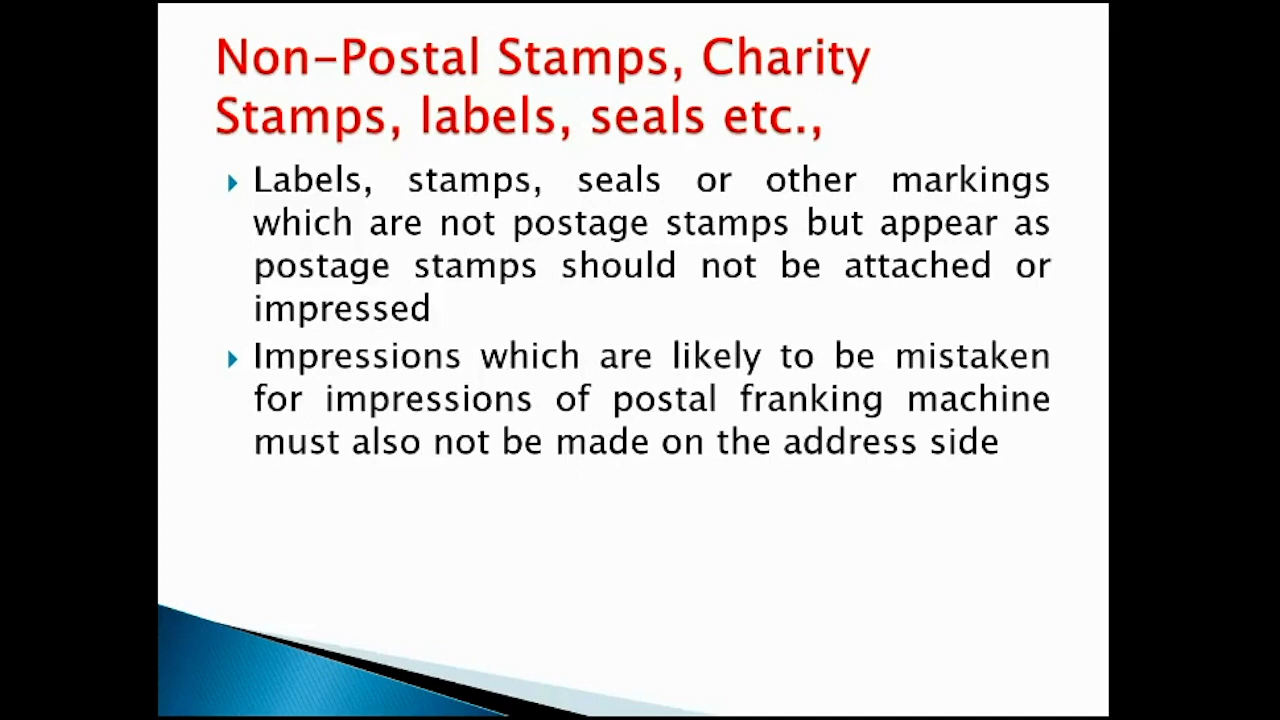 Non-Postal Stamps, Charity
Stamps, labels, seals etc.,
Labels, stamps, seals or other markings
which are not postage stamps but appear as
postage stamps should not be attached or
impressed
Impressions which are likely to be mistaken
for impressions of postal franking machine
must also not be made on the address side